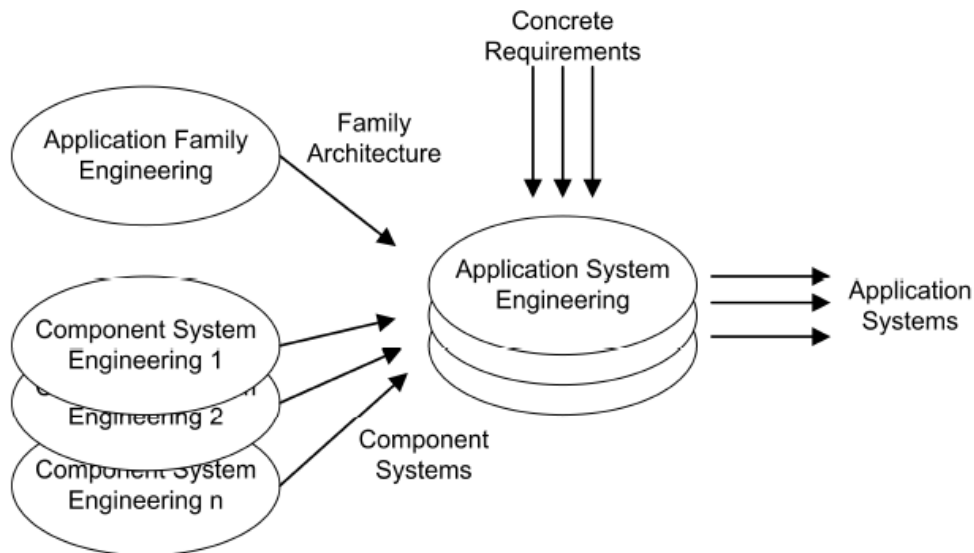 Concrete
Requirements
Application Family
Engineering
Family
Architecture
Application System
Engineering
Application
Systems
Component System
Engineering 1
Engineering 2
Component System
Engineering n
Component
Systems